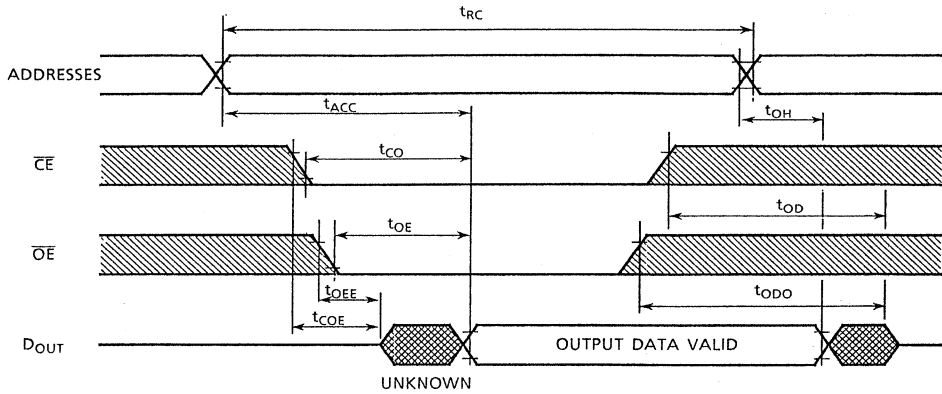 tRC
ADDRESSES
tACC
tOH
CE
tCO
tOD
OE
tOE
tOEE
tODO
tCOE
DOUT
OUTPUT DATA VALID
UNKNOWN